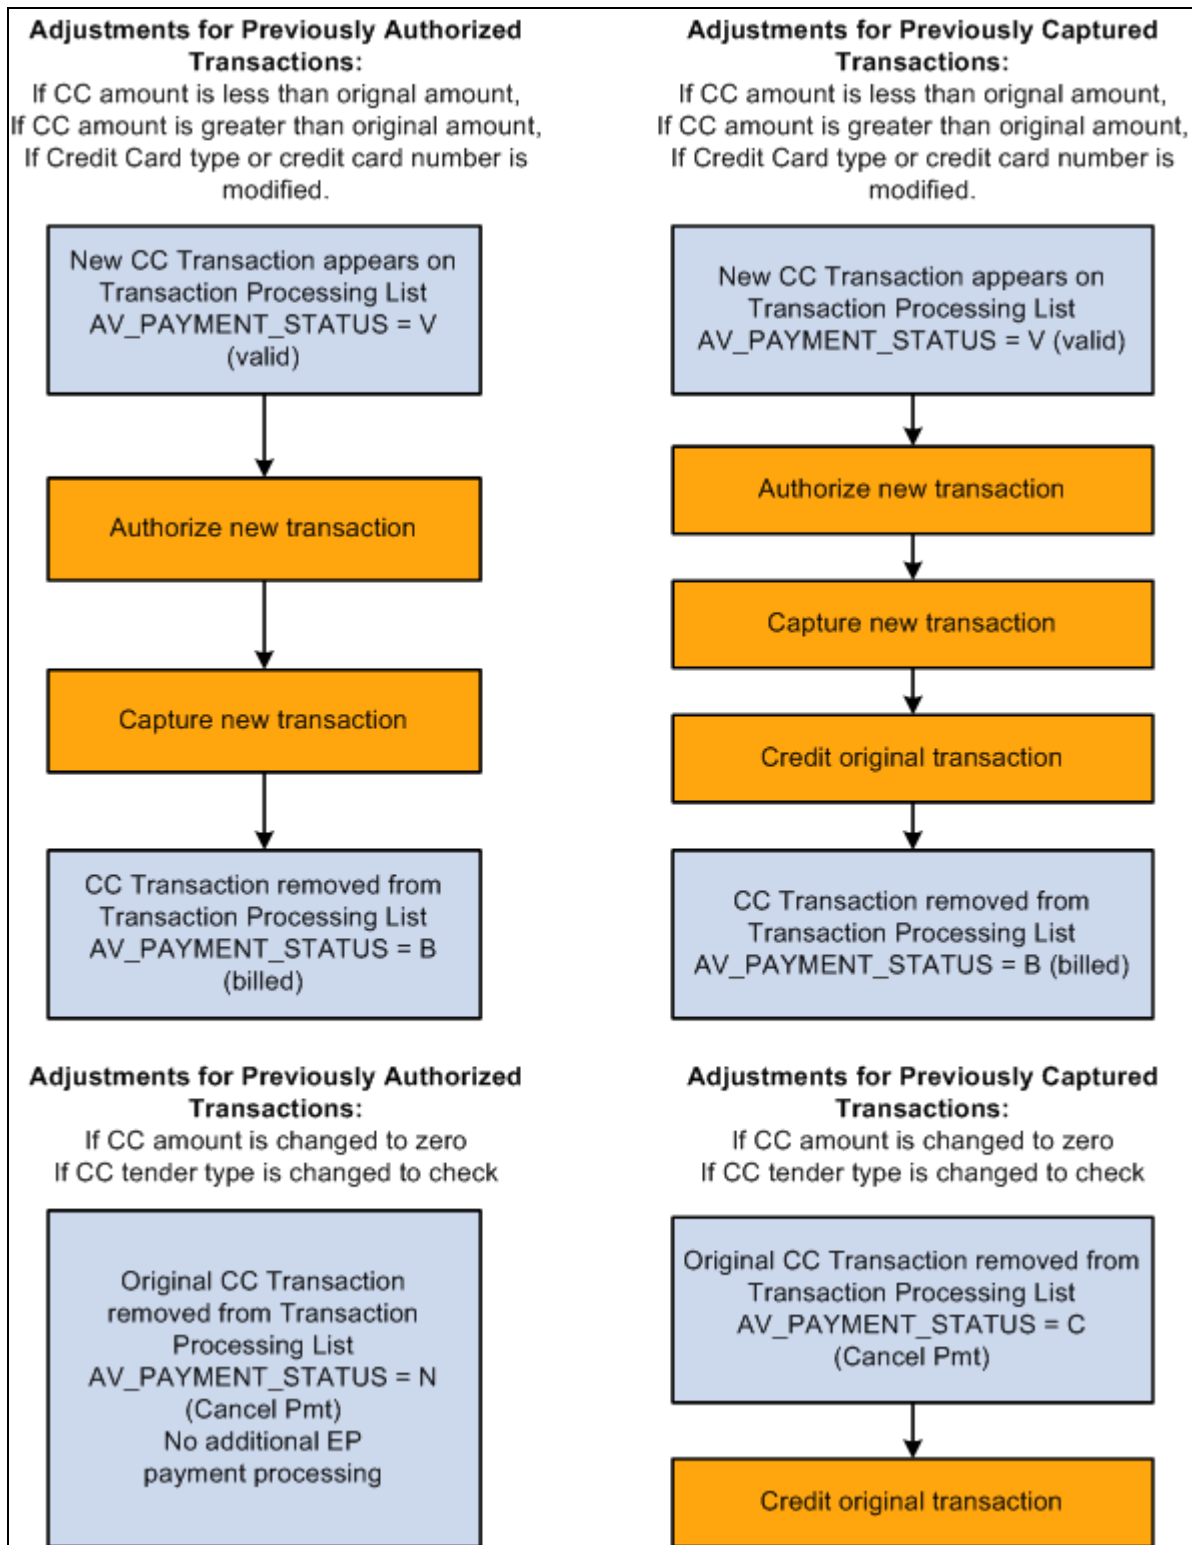 Adjustments for Previously Authorized
Transactions:
If CC amount is less than orignal amount,
If CC amount is greater than original amount,
If Credit Card type or credit card number is
modified.
New CC Transaction appears on
Transaction Processing List
AV_PAYMENT_STATUS = V
(valid)
Authorize new transaction
Capture new transaction
CC Transaction removed from
Transaction Processing List
AV_PAYMENT_STATUS = B
(billed)
Adjustments for Previously Captured
Transactions:
If CC amount is less than orignal amount,
If CC amount is greater than original amount,
If Credit Card type or credit card number is
modified.
New CC Transaction appears on
Transaction Processing List
AV_PAYMENT_STATUS = V (valid)
Authorize new transaction
Capture new transaction
Credit original transaction
CC Transaction removed from
Transaction Processing List
AV_PAYMENT_STATUS = B (billed)
Adjustments for Previously Authorized
Transactions:
If CC amount is changed to zero
If CC tender type is changed to check
Original CC Transaction
removed from Transaction
Processing List
AV_PAYMENT_STATUS = N
(Cancel Pmt)
No additional EP
payment processing
Adjustments for Previously Captured
Transactions:
If CC amount is changed to zero
If CC tender type is changed to check
Original CC Transaction removed from
Transaction Processing List
AV_PAYMENT_STATUS = C
(Cancel Pmt)
Credit original transaction